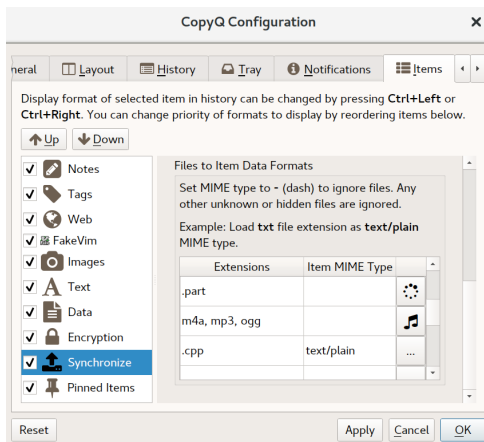 CopyQ Configuration
neral Layout History Tray Notifications Items
Display format of selected item in history can be changed by pressing Ctrl+Left or
Ctrl+Right. You can change priority of formats to display by reordering items below.
Up Down
Notes
Tags
Web
FakeVim
Images
Text
Data
Encryption
Synchronize
Pinned Items
Files to Item Data Formats
Set MIME type to - (dash) to ignore files. Any
other unknown or hidden files are ignored.
Example: Load txt file extension as text/plain
MIME type.
Extensions Item MIME Type
.part
m4a, mp3, ogg
.cpp text/plain ...
Reset Apply Cancel OK